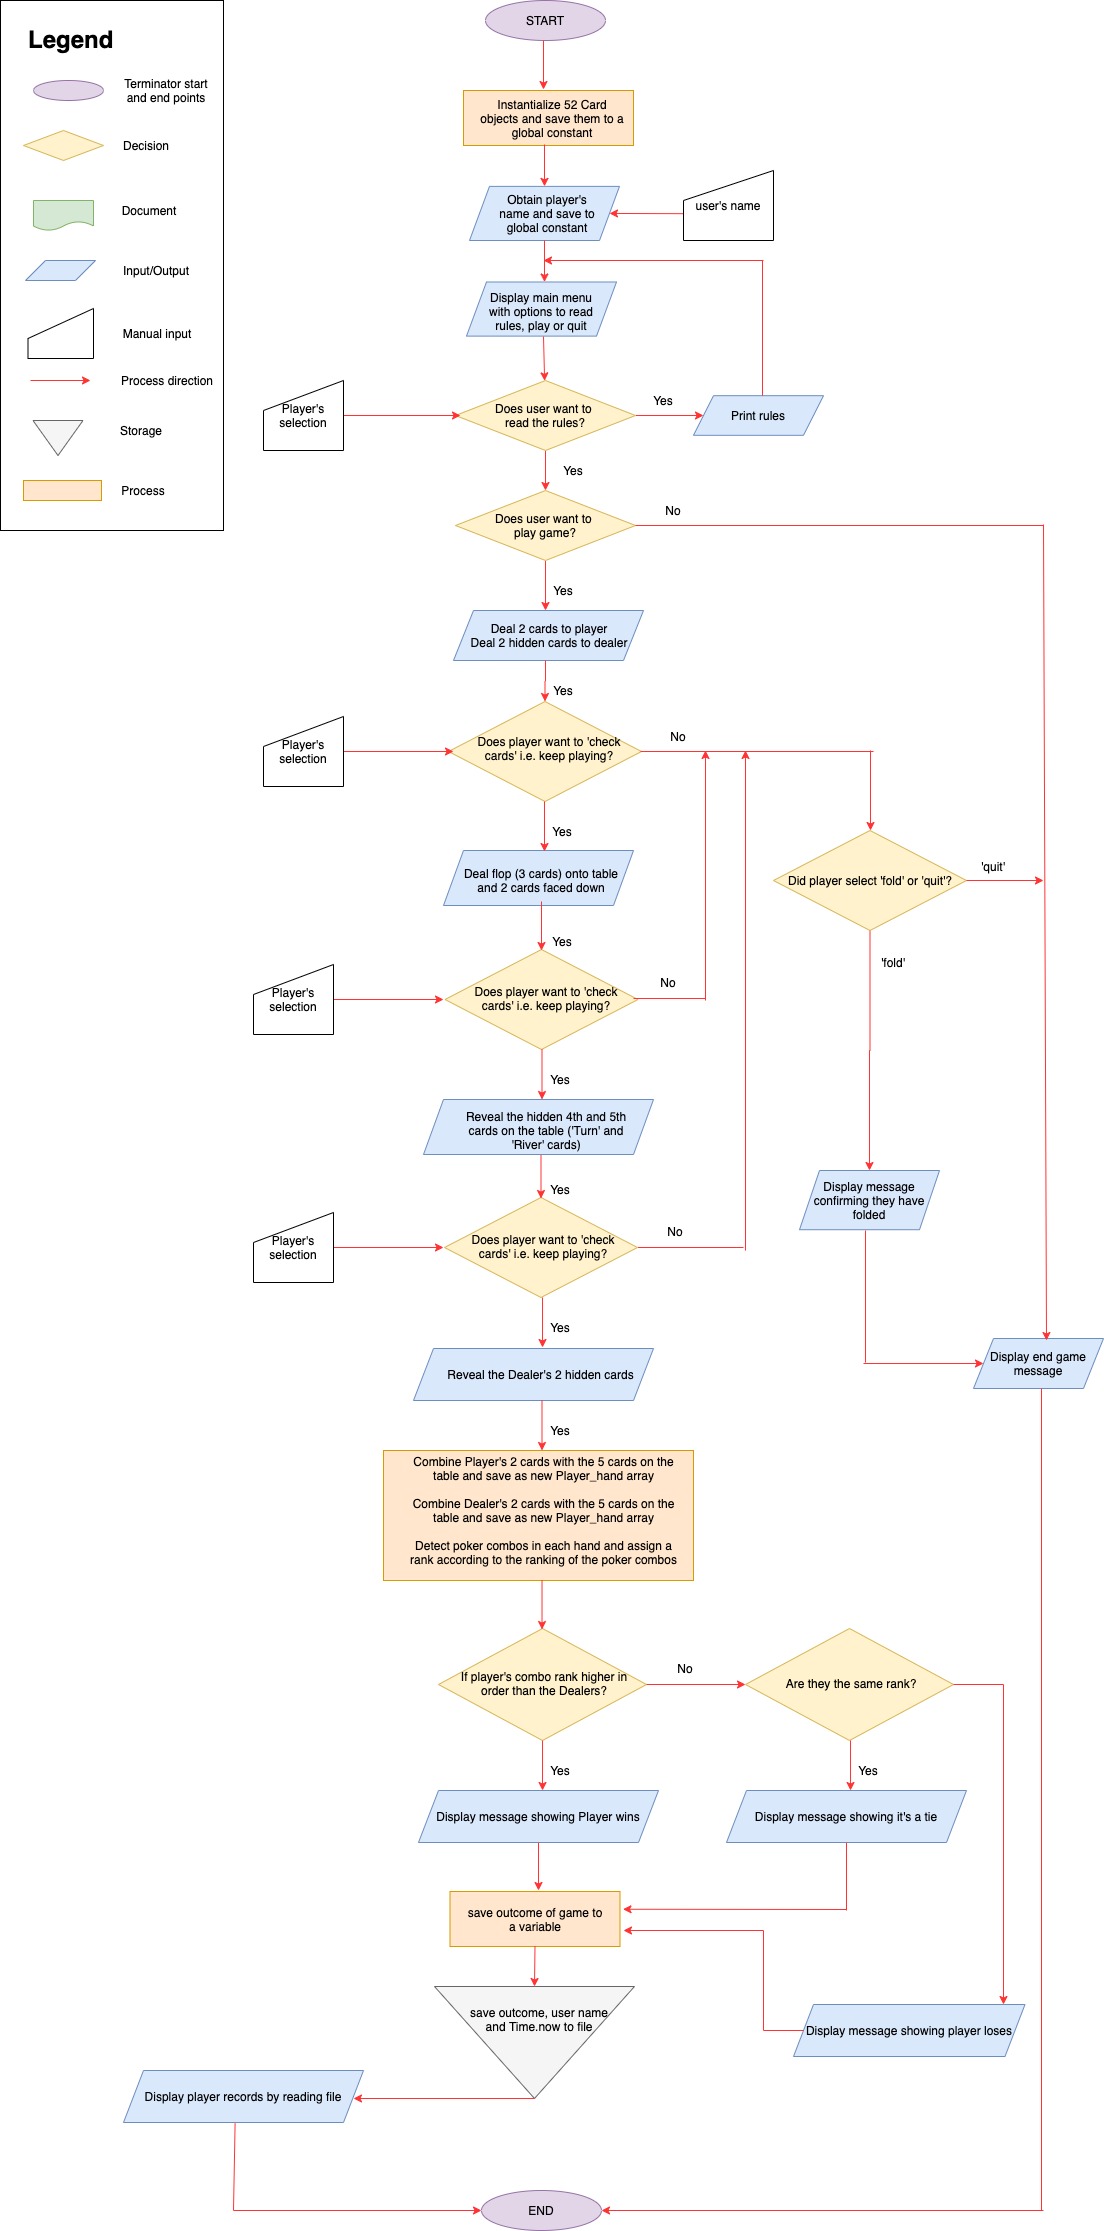 Legend
Terminator start
and end points
Decision
Document
Input/Output
Manual input
Process direction
Storage
Process
START
Instantialize 52 Card
objects and save them to a
global constant
Obtain player's
name and save to
global constant
user's name
Display main menu
with options to read
rules, play or quit
Player's
selection
Does user want to
read the rules?
Yes
Print rules
Yes
Does user want to
play game?
No
Yes
Deal 2 cards to player
Deal 2 hidden cards to dealer
Yes
Player's
selection
Does player want to 'check
cards' i.e. keep playing?
No
Yes
Did player select 'fold' or 'quit'?
'quit'
'fold'
Deal flop (3 cards) onto table
and 2 cards faced down
Yes
Player's
selection
Does player want to 'check
cards' i.e. keep playing?
No
Yes
Reveal the hidden 4th and 5th
cards on the table ('Turn' and
'River' cards)
Yes
Display message
confirming they have
folded
Player's
selection
Does player want to 'check
cards' i.e. keep playing?
No
Yes
Display end game
message
Reveal the Dealer's 2 hidden cards
Yes
Combine Player's 2 cards with the 5 cards on the
table and save as new Player_hand array
Combine Dealer's 2 cards with the 5 cards on the
table and save as new Player_hand array
Detect poker combos in each hand and assign a
rank according to the ranking of the poker combos
If player's combo rank higher in
order than the Dealers?
No
Are they the same rank?
Yes
Yes
Display message showing Player wins
Display message showing it's a tie
save outcome of game to
a variable
save outcome, user name
and Time.now to file
Display message showing player loses
Display player records by reading file
END